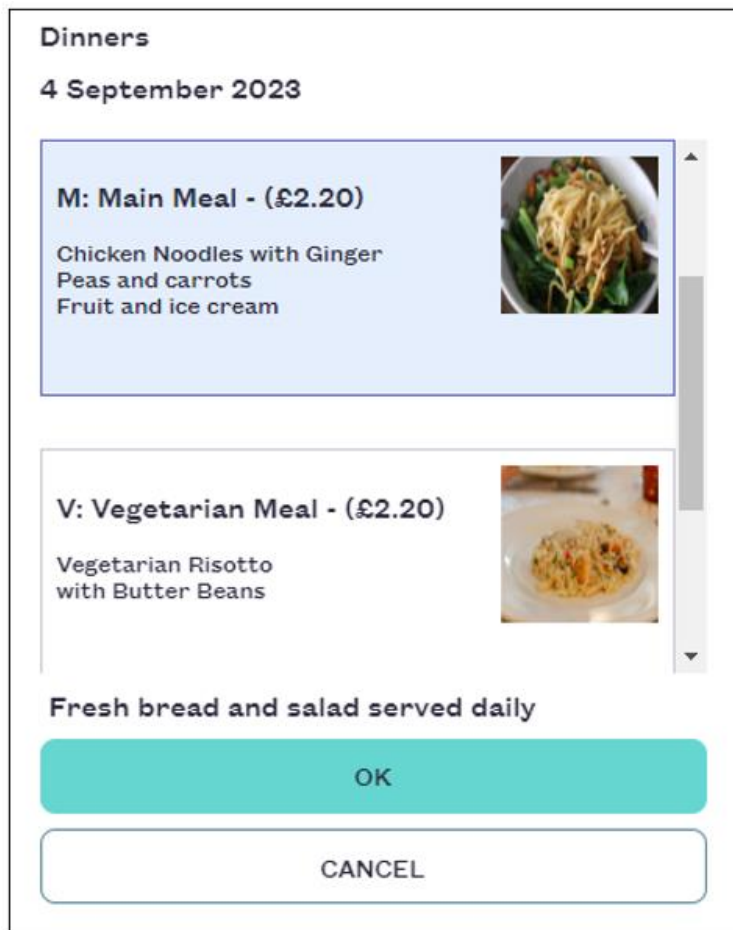 Dinners
4 September 2023
M: Main Meal - (£2.20)
Chicken Noodles with Ginger
Peas and carrots
Fruit and ice cream
V: Vegetarian Meal - (£2.20)
Vegetarian Risotto
with Butter Beans
Fresh bread and salad served daily
OK
CANCEL